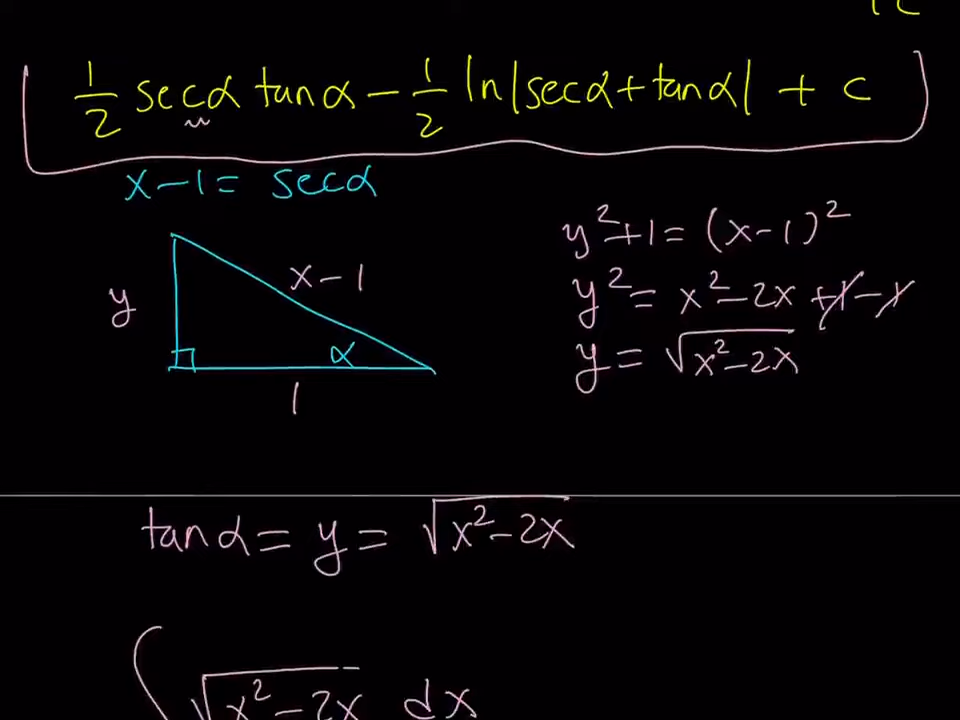 1/2 secα tanα − 1/2 ln|secα + tanα| + c
x − 1 = secα
y
x − 1
α
1
y² + 1 = (x − 1)²
y² = x² − 2x + 1 − 1
y = √(x² − 2x)
tanα = y = √(x² − 2x)
∫ √(x² − 2x) dx